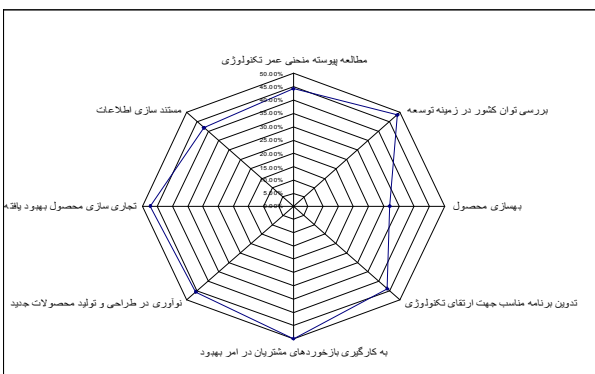 مطالعه پیوسته منحنی عمر تکنولوژی
بررسی توان کشور در زمینه توسعه
بهسازی محصول
تدوین برنامه مناسب جهت ارتقای تکنولوژی
به کارگیری بازخوردهای مشتریان در امر بهبود
نوآوری در طراحی و تولید محصولات جدید
تجاری سازی محصول بهبود یافته
مستند سازی اطلاعات
50.00%
45.00%
40.00%
35.00%
30.00%
25.00%
20.00%
15.00%
10.00%
5.00%
0.00%